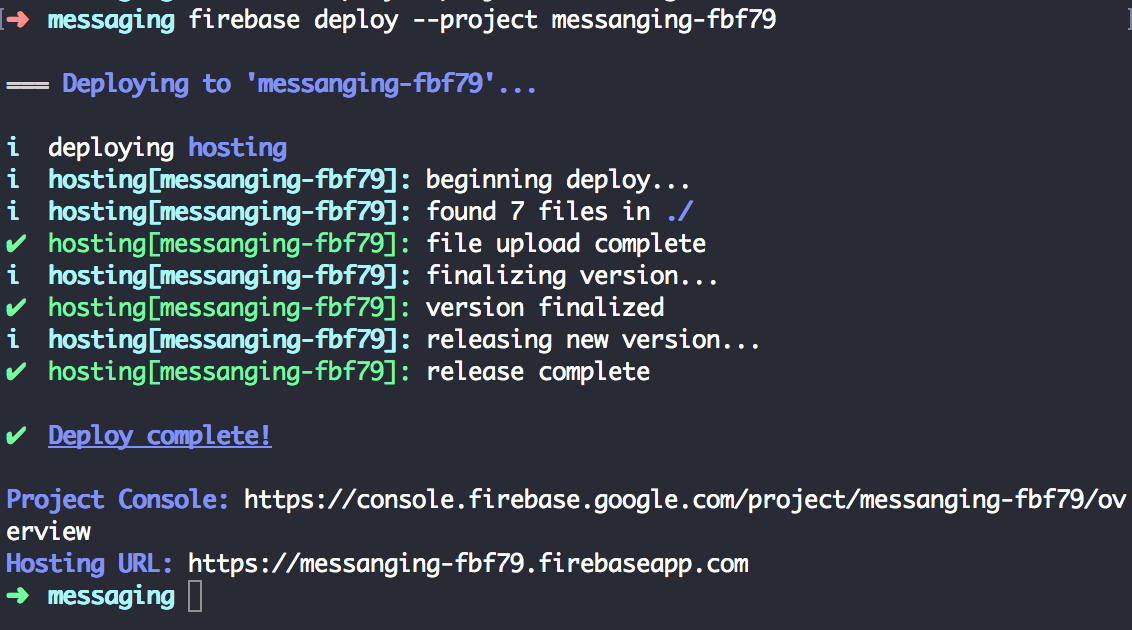 ➜ messaging firebase deploy --project messanging-fbf79
=== Deploying to 'messanging-fbf79'...
i deploying hosting
i hosting[messanging-fbf79]: beginning deploy...
i hosting[messanging-fbf79]: found 7 files in ./
✔ hosting[messanging-fbf79]: file upload complete
i hosting[messanging-fbf79]: finalizing version...
✔ hosting[messanging-fbf79]: version finalized
i hosting[messanging-fbf79]: releasing new version...
✔ hosting[messanging-fbf79]: release complete
✔ Deploy complete!
Project Console: https://console.firebase.google.com/project/messanging-fbf79/ov
erview
Hosting URL: https://messanging-fbf79.firebaseapp.com
➜ messaging